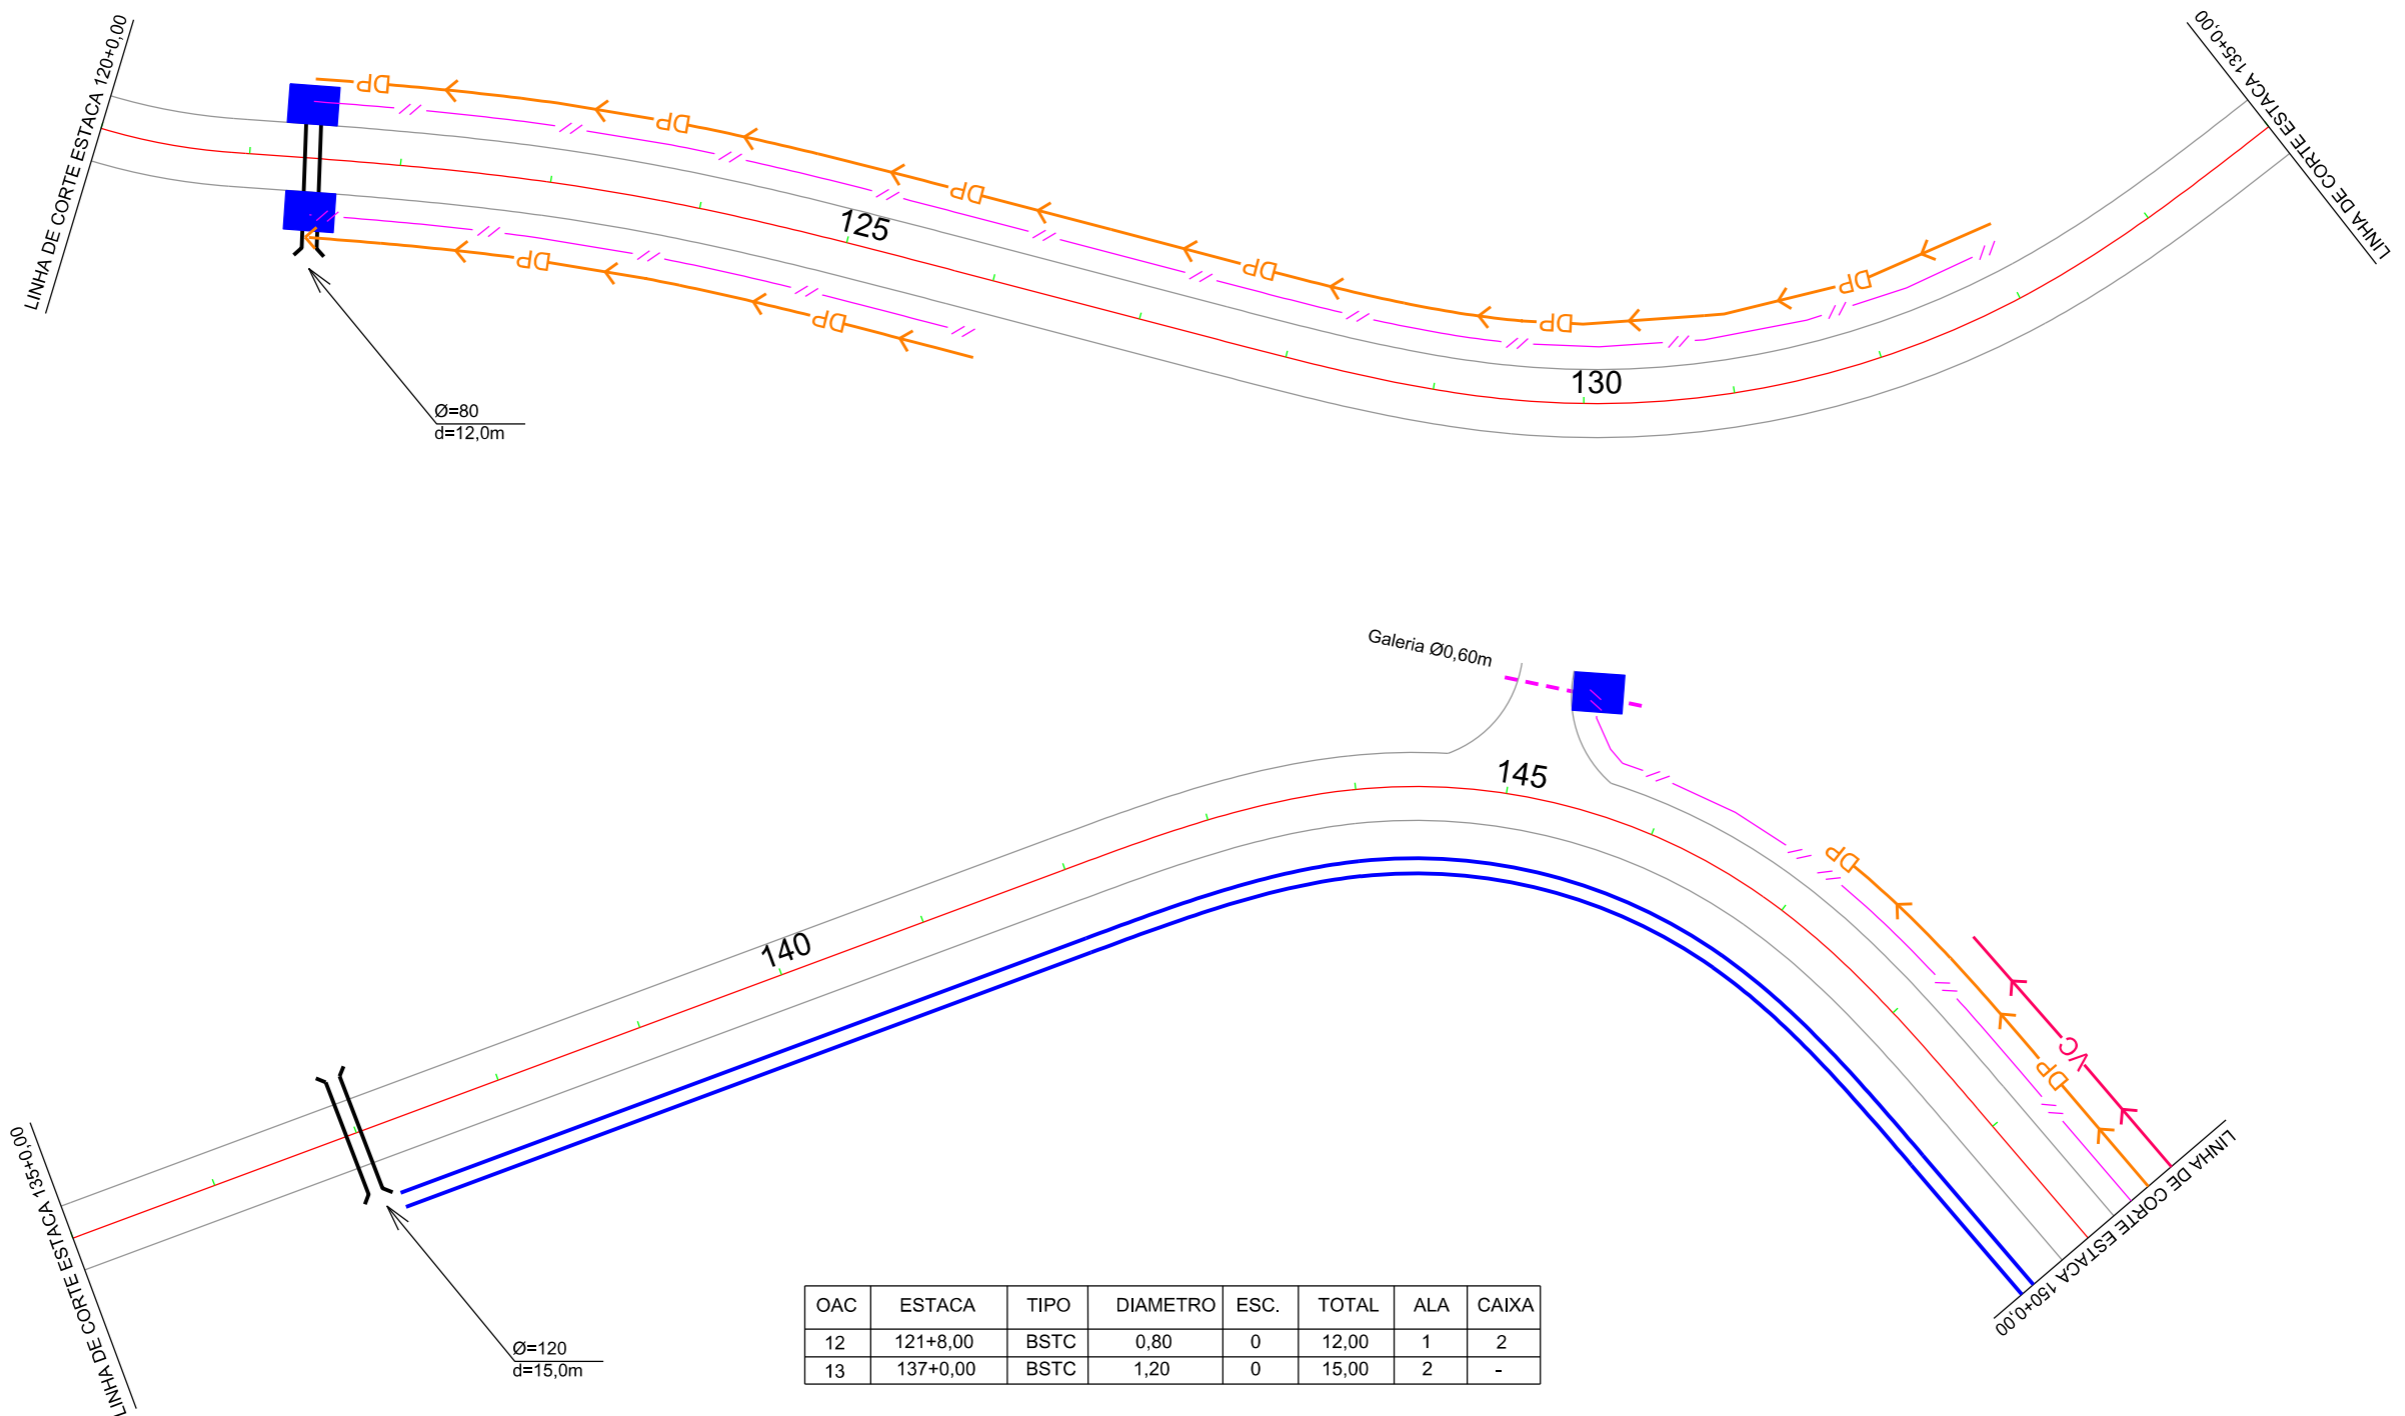 LINHA DE CORTE ESTACA 120+0,00
LINHA DE CORTE ESTACA 135+0,00
DP
DP
DP
DP
DP
DP
DP
DP
125
130
Ø=80
d=12,0m
Galeria Ø0,60m
145
140
DP
VC
DP
LINHA DE CORTE ESTACA 135+0,00
LINHA DE CORTE ESTACA 150+0,00
Ø=120
d=15,0m
OAC ESTACA TIPO DIAMETRO ESC. TOTAL ALA CAIXA
12 121+8,00 BSTC 0,80 0 12,00 1 2
13 137+0,00 BSTC 1,20 0 15,00 2 -